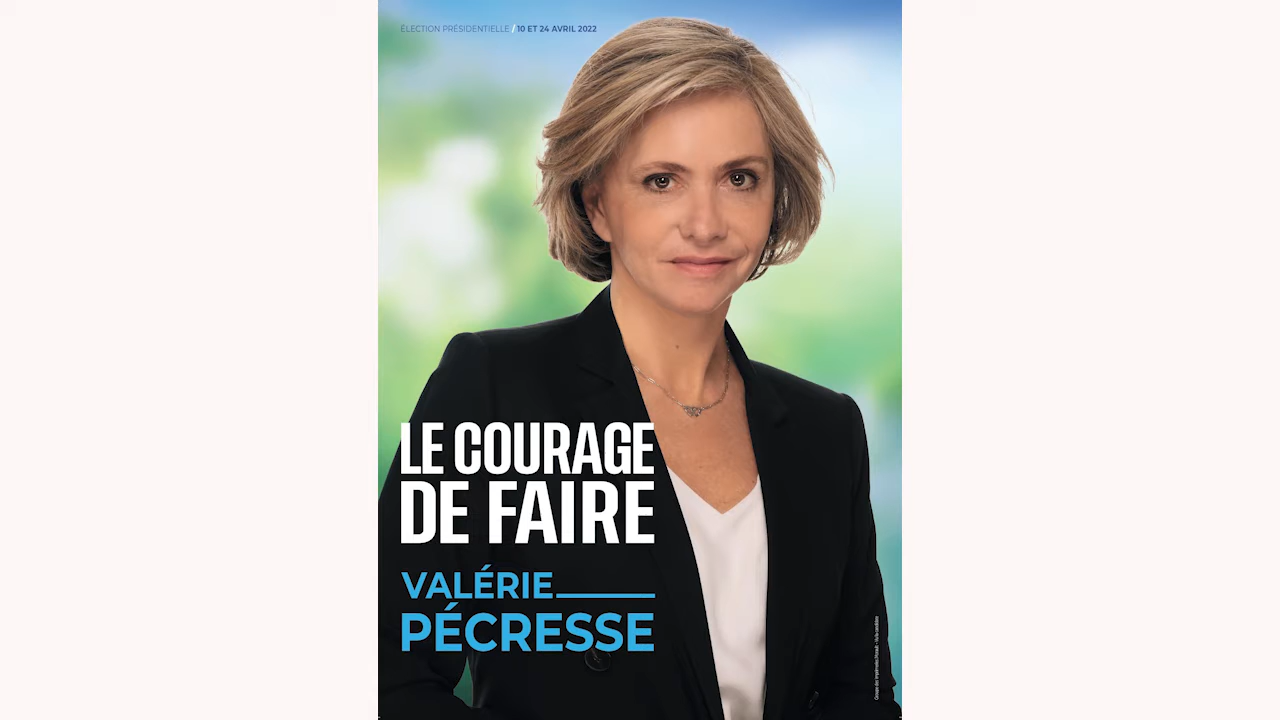 ÉLECTION PRÉSIDENTIELLE / 10 ET 24 AVRIL 2022
LE COURAGE
DE FAIRE
VALÉRIE
PÉCRESSE